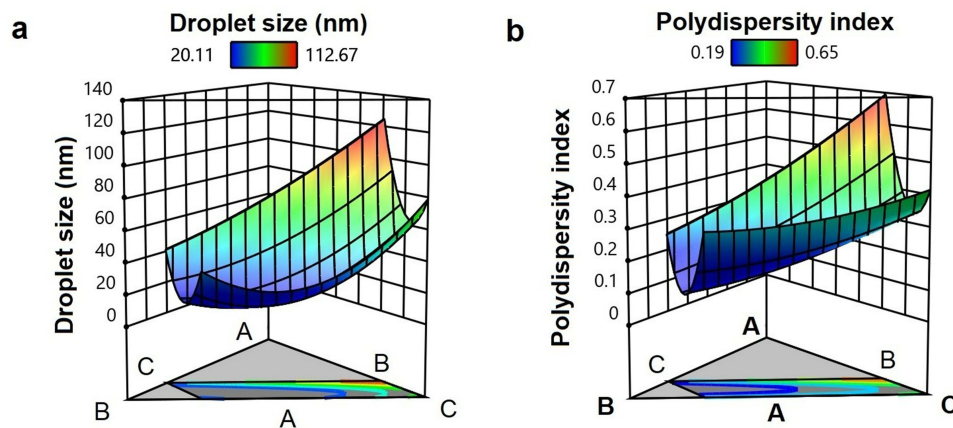 a
Droplet size (nm)
20.11 112.67
140
120
100
80
60
40
20
0
Droplet size (nm)
A
C
B
B
A
C
b
Polydispersity index
0.19 0.65
0.7
0.6
0.5
0.4
0.3
0.2
0.1
0
Polydispersity index
A
C
B
B
A
C